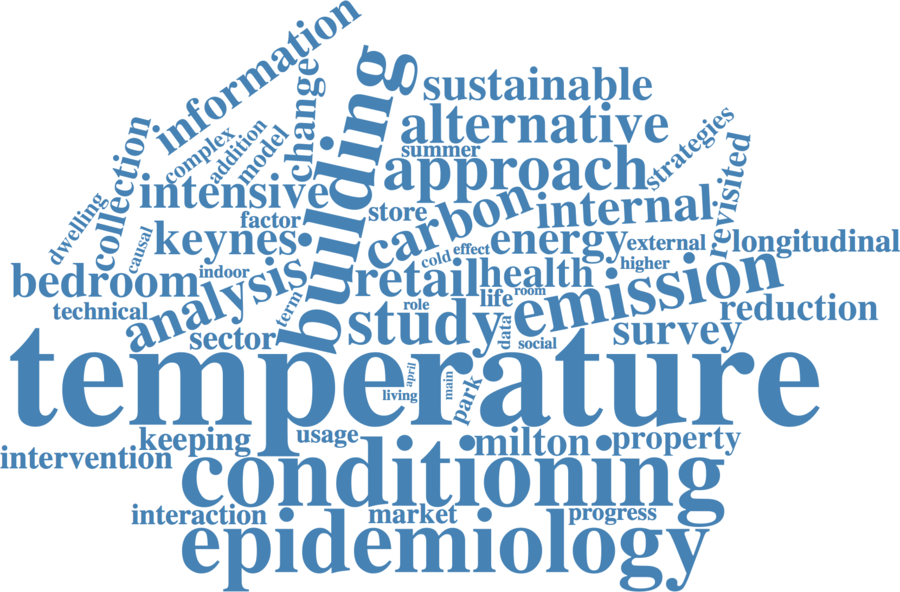 information
building
change
sustainable
alternative
summer
approach
strategies
revisited
complex
addition
model
collection
intensive
factor
store
carbon
internal
dwelling
causal
keynes
cold
effect
energy
external
longitudinal
bedroom
indoor
analysis
retail
health
higher
technical
term
role
life
room
emission
reduction
sector
study
data
social
survey
temperature
living
april
main
park
keeping
usage
milton
property
intervention
conditioning
interaction
market
progress
epidemiology